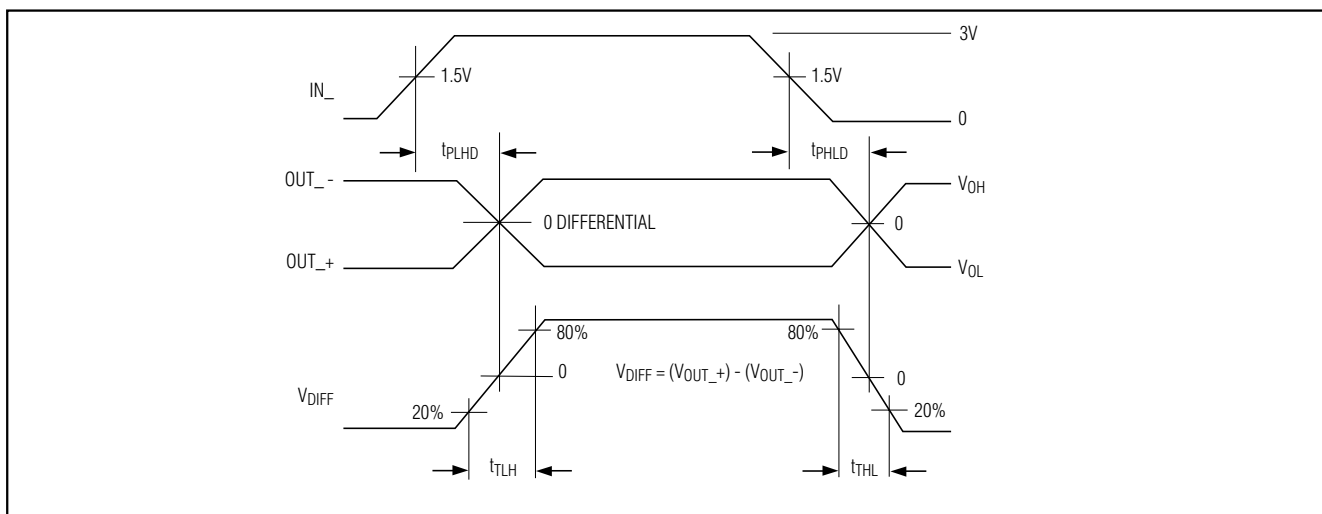 3V
1.5V
1.5V
IN_
0
tPLHD
tPHLD
OUT_ -
VOH
0 DIFFERENTIAL
0
OUT_+
VOL
80%
80%
0
VDIFF = (VOUT_+) - (VOUT_-)
0
VDIFF
20%
20%
tTLH
tTHL